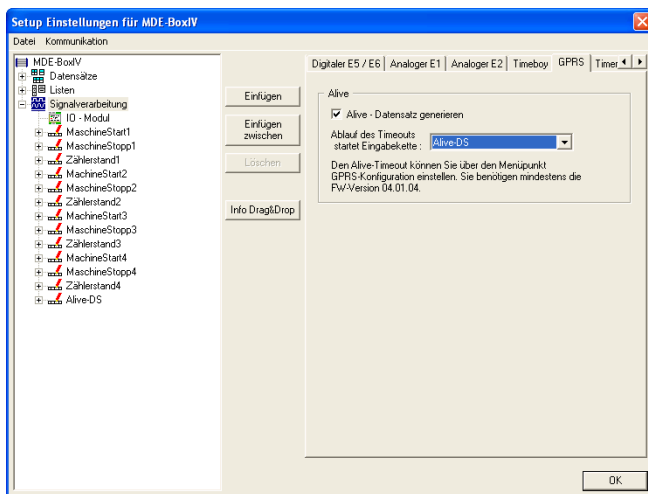 Setup Einstellungen für MDE-BoxIV
Datei Kommunikation
MDE-BoxIV
Datensätze
Listen
Signalverarbeitung
IO - Modul
MaschineStart1
MaschineStopp1
Zählerstand1
MachineStart2
MaschineStopp2
Zählerstand2
MachineStart3
MaschineStopp3
Zählerstand3
MachineStart4
MaschineStopp4
Zählerstand4
Alive-DS
Einfügen
Einfügen
zwischen
Löschen
Info Drag&Drop
Digitaler E5 / E6 Analoger E1 Analoger E2 Timeboy GPRS Timer
Alive
Alive - Datensatz generieren
Ablauf des Timeouts
startet Eingabekette : Alive-DS
Den Alive-Timeout können Sie über den Menüpunkt
GPRS-Konfiguration einstellen. Sie benötigen mindestens die
FW-Version 04.01.04.
OK